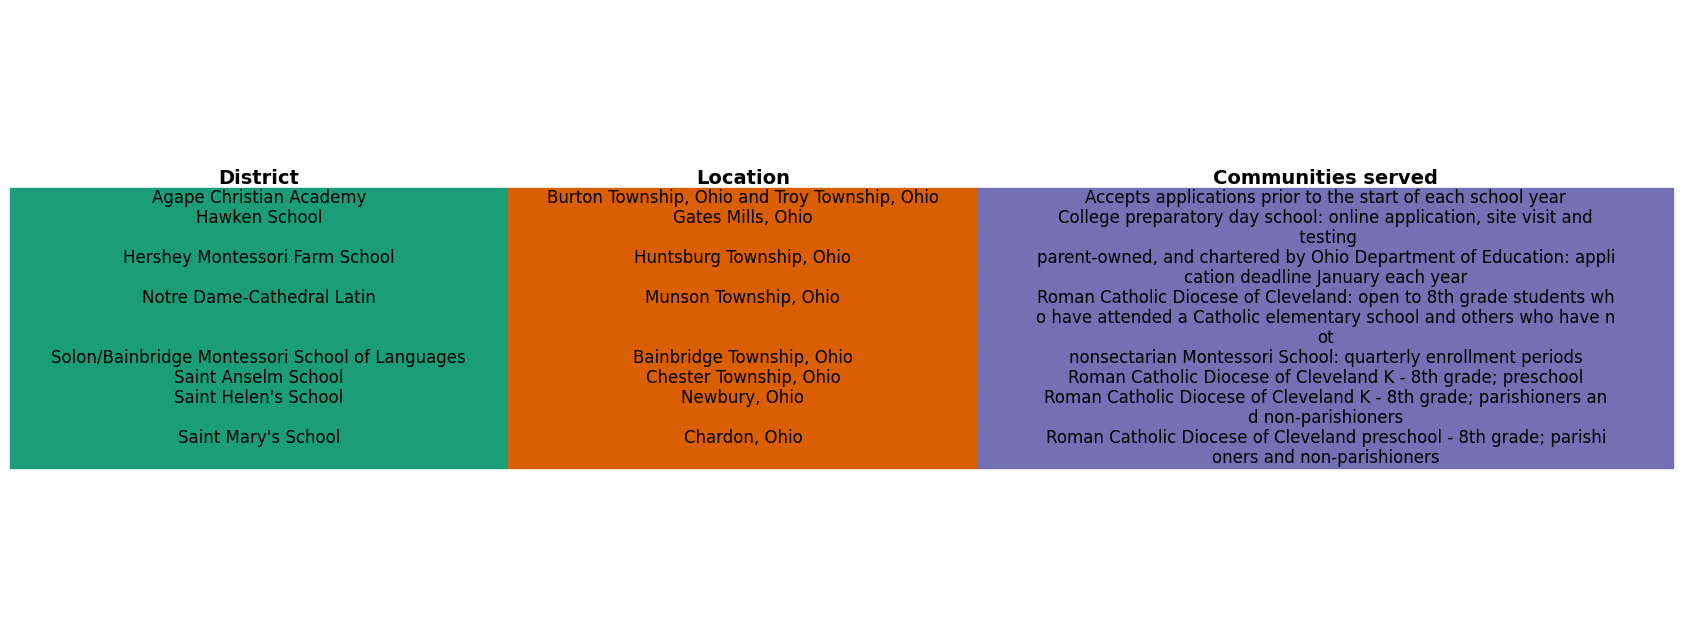 District Location Communities served
Agape Christian Academy Burton Township, Ohio and Troy Township, Ohio Accepts applications prior to the start of each school year
Hawken School Gates Mills, Ohio College preparatory day school: online application, site visit and
testing
Hershey Montessori Farm School Huntsburg Township, Ohio parent-owned, and chartered by Ohio Department of Education: appli
cation deadline January each year
Notre Dame-Cathedral Latin Munson Township, Ohio Roman Catholic Diocese of Cleveland: open to 8th grade students wh
o have attended a Catholic elementary school and others who have n
ot
Solon/Bainbridge Montessori School of Languages Bainbridge Township, Ohio nonsectarian Montessori School: quarterly enrollment periods
Saint Anselm School Chester Township, Ohio Roman Catholic Diocese of Cleveland K - 8th grade; preschool
Saint Helen's School Newbury, Ohio Roman Catholic Diocese of Cleveland K - 8th grade; parishioners an
d non-parishioners
Saint Mary's School Chardon, Ohio Roman Catholic Diocese of Cleveland preschool - 8th grade; parishi
oners and non-parishioners